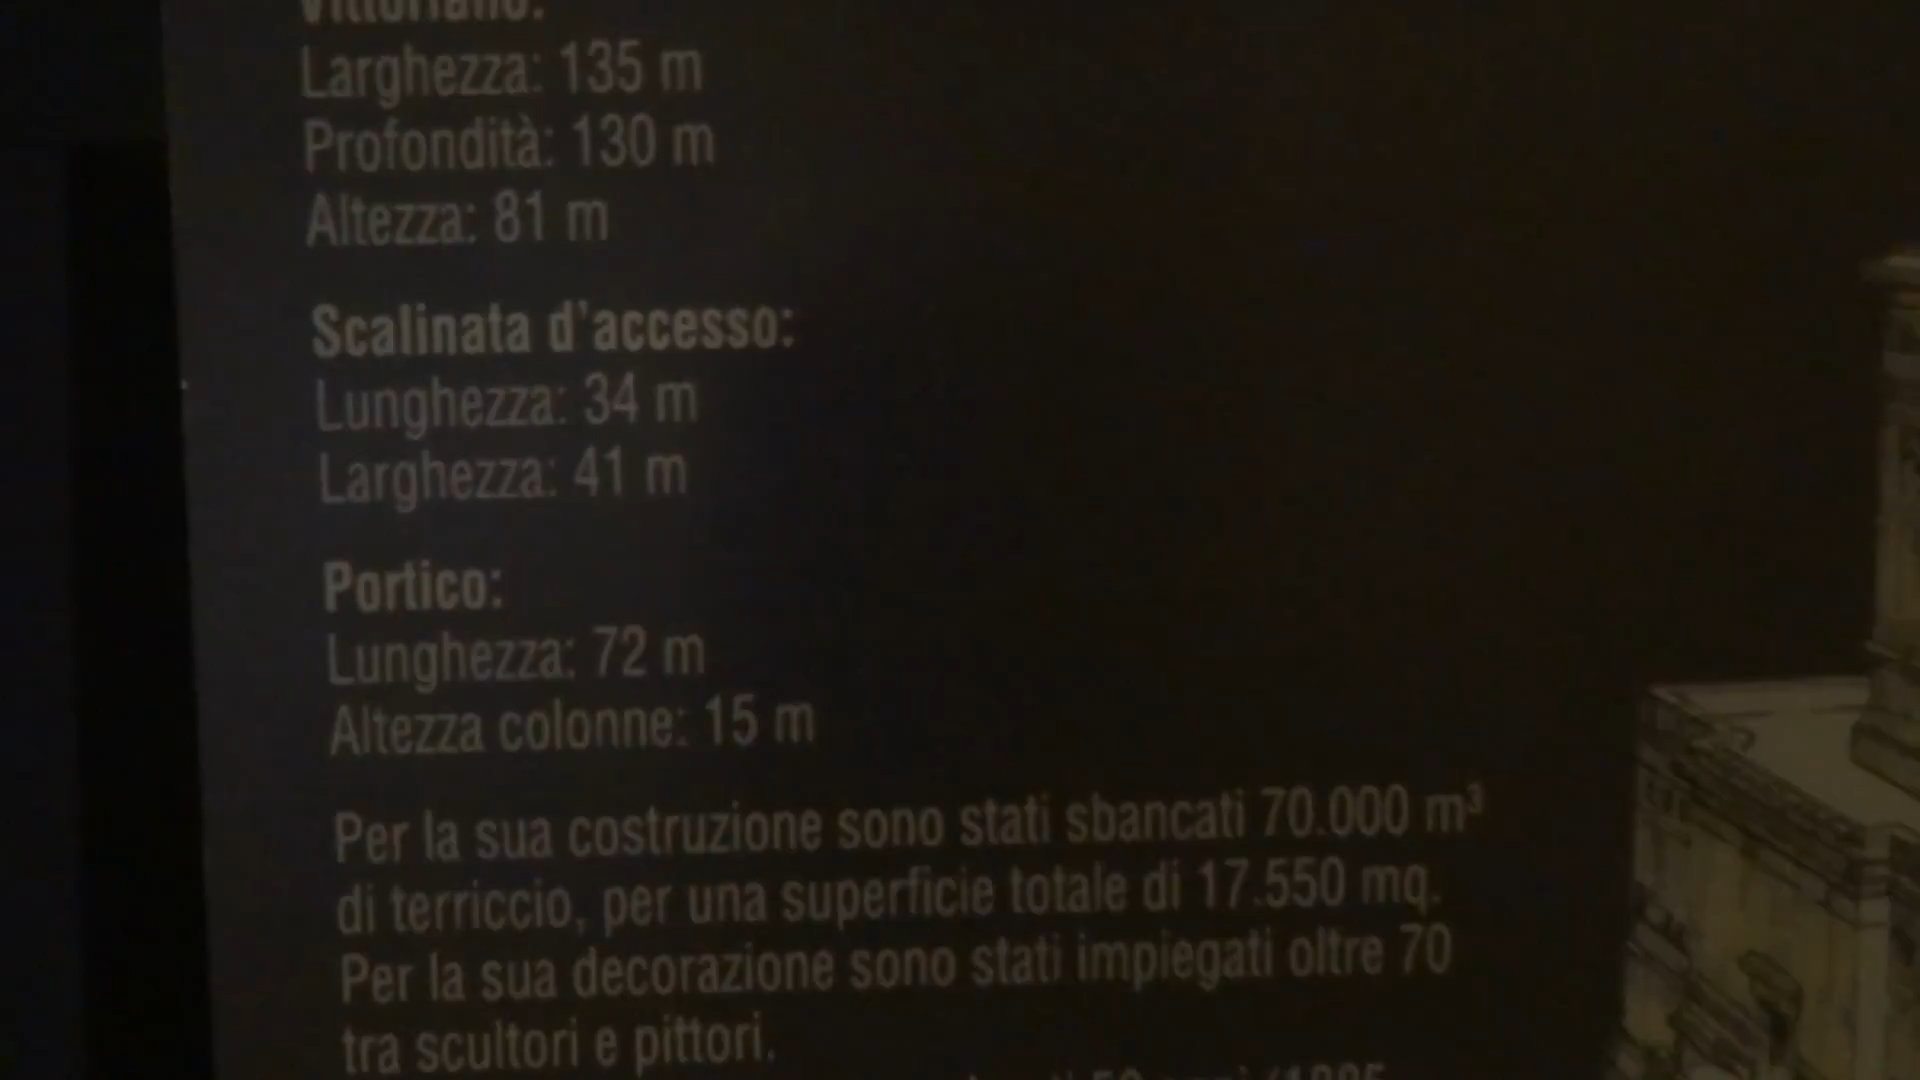 Vittoriano:
Larghezza: 135 m
Profondità: 130 m
Altezza: 81 m
Scalinata d'accesso:
Lunghezza: 34 m
Larghezza: 41 m
Portico:
Lunghezza: 72 m
Altezza colonne: 15 m
Per la sua costruzione sono stati sbancati 70.000 m³
di terriccio, per una superficie totale di 17.550 mq.
Per la sua decorazione sono stati impiegati oltre 70
tra scultori e pittori.